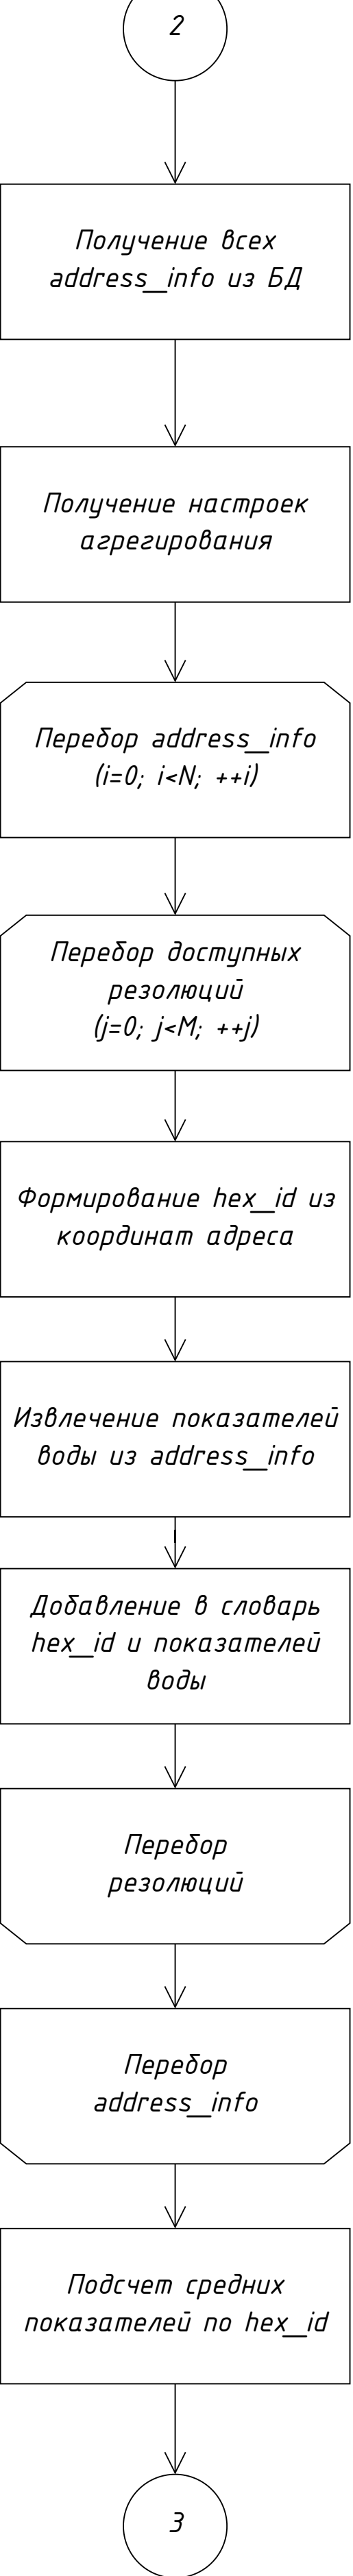 2
Получение всех
address_info из БД
Получение настроек
агрегирования
Перебор address_info
(i=0; i<N; ++i)
Перебор доступных
резолюций
(j=0; j<M; ++j)
Формирование hex_id из
координат адреса
Извлечение показателей
воды из address_info
Добавление в словарь
hex_id и показателей
воды
Перебор
резолюций
Перебор
address_info
Подсчет средних
показателей по hex_id
3